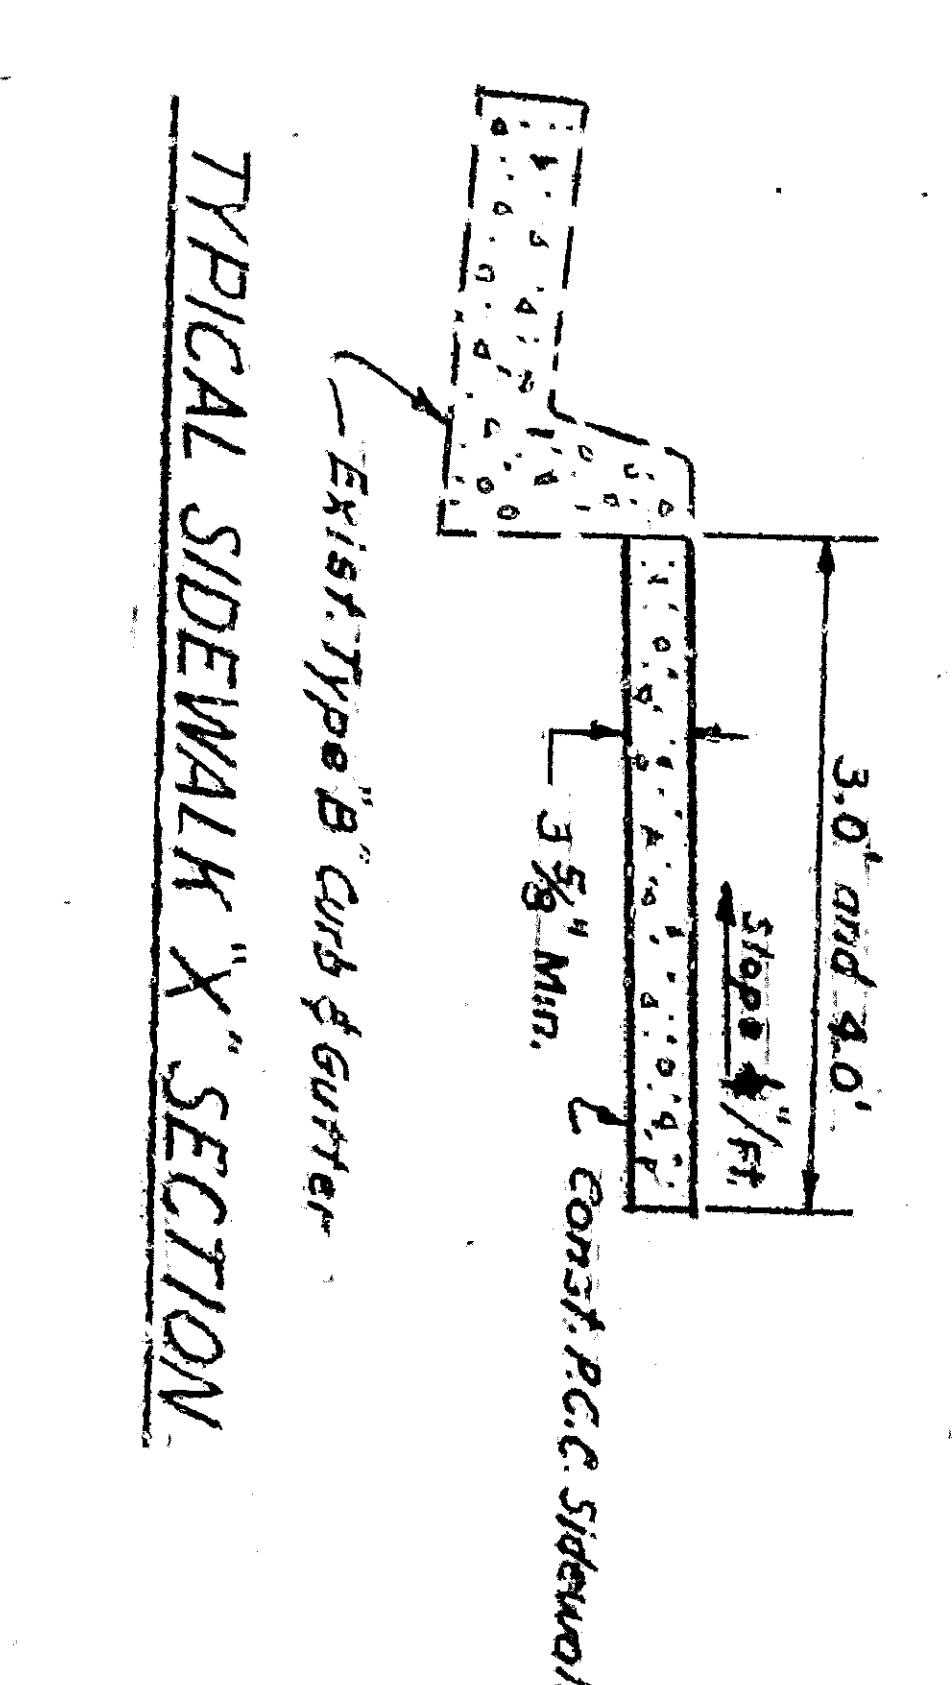 3.0' and 4.0'
Slope "/Ft.
3 5/8" Min.
Const. P.C.C. Sidewal
Exist. Type "B" Curb & Gutter
TYPICAL SIDEWALK "X" SECTION